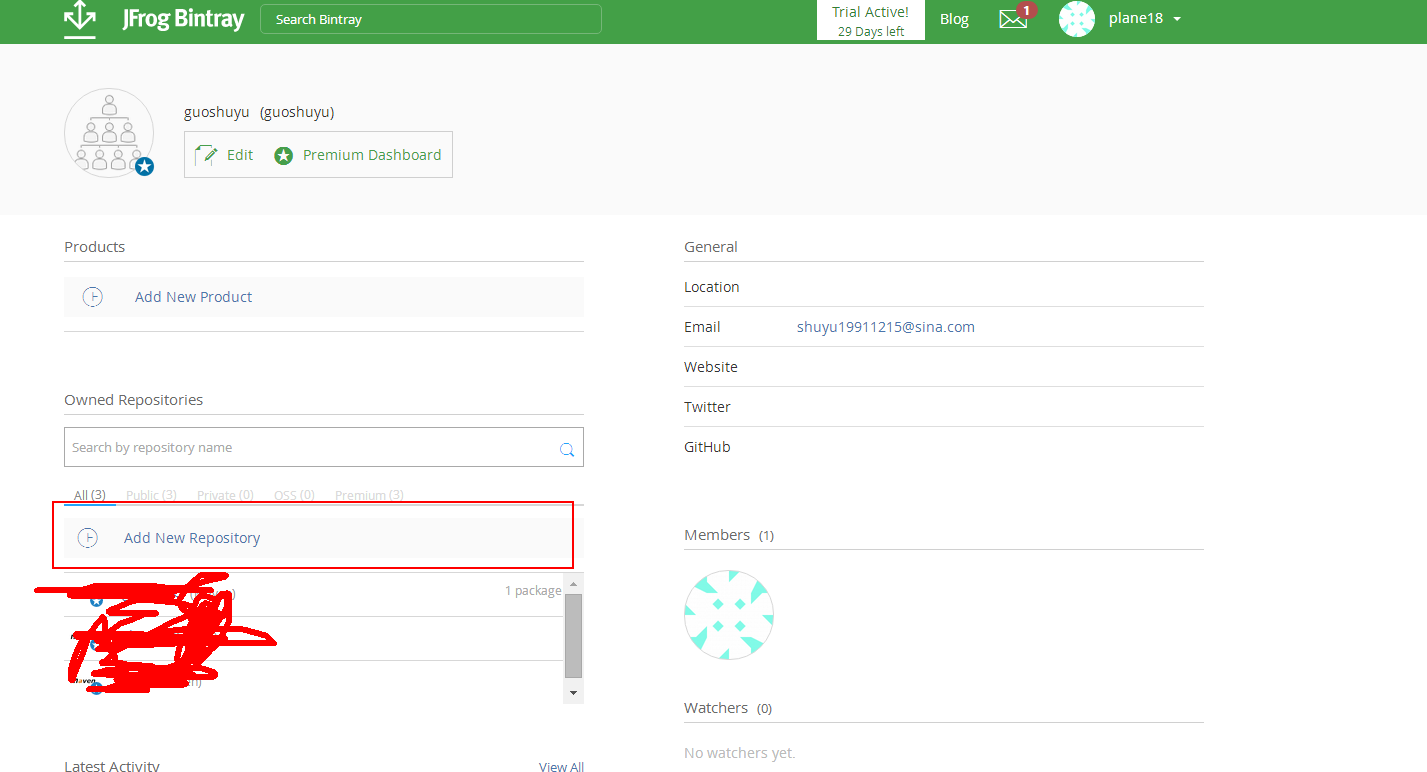 JFrog Bintray
Search Bintray
Trial Active!
29 Days left
Blog
1
plane18
guoshuyu (guoshuyu)
Edit
Premium Dashboard
Products
Add New Product
Owned Repositories
Search by repository name
All (3) Public (3) Private (0) OSS (0) Premium (3)
Add New Repository
1 package
General
Location
Email shuyu19911215@sina.com
Website
Twitter
GitHub
Members (1)
Watchers (0)
No watchers yet.
Latest Activity
View All